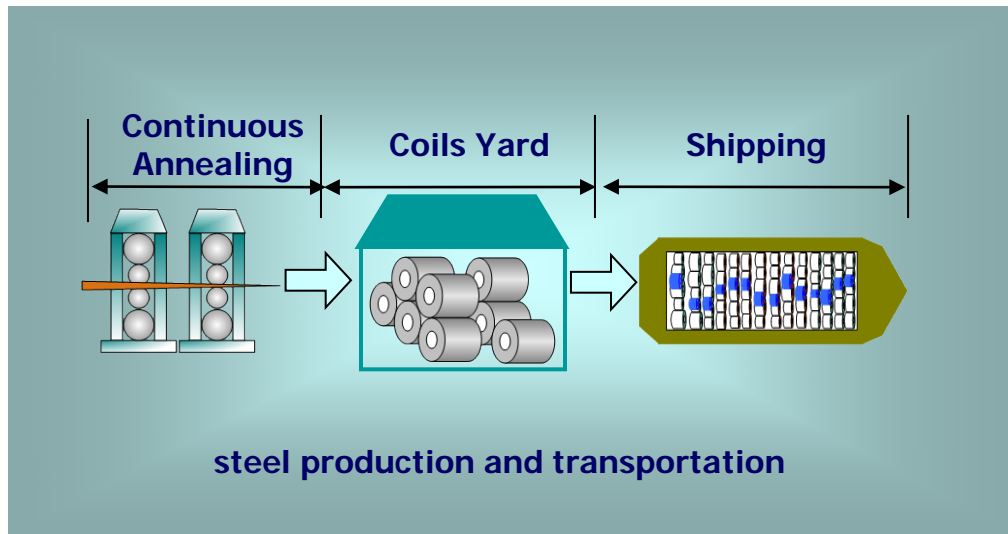 Continuous
Annealing
Coils Yard
Shipping
steel production and transportation